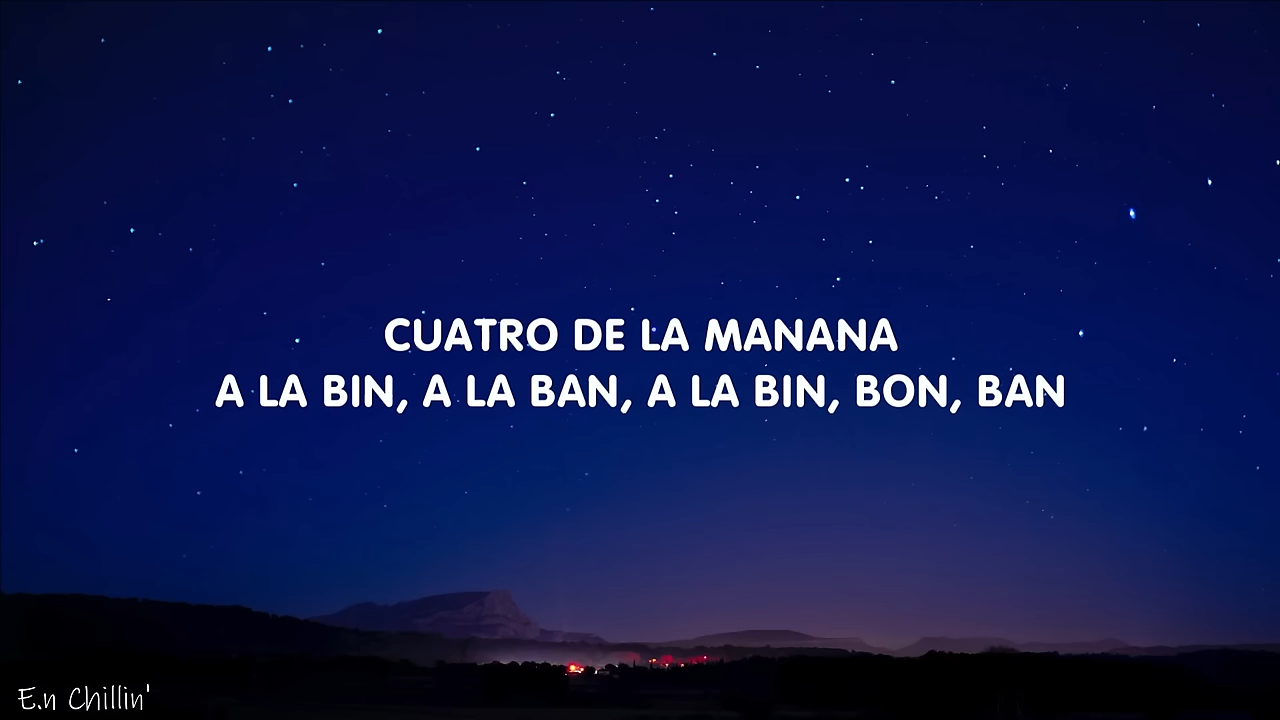 CUATRO DE LA MANANA
A LA BIN, A LA BAN, A LA BIN, BON, BAN
E.n Chillin'